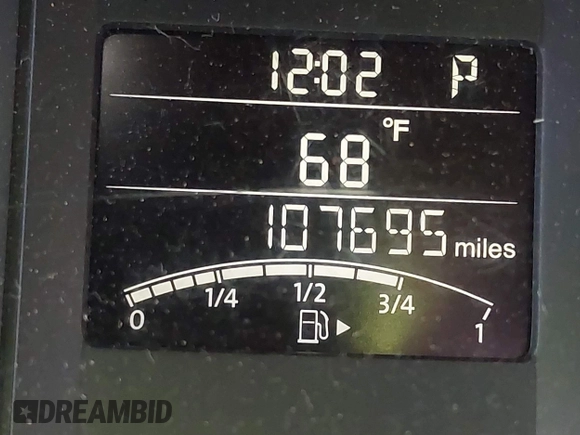 12:02 P
68 °F
107695 miles
0 1/4 1/2 3/4 1
DREAMBID